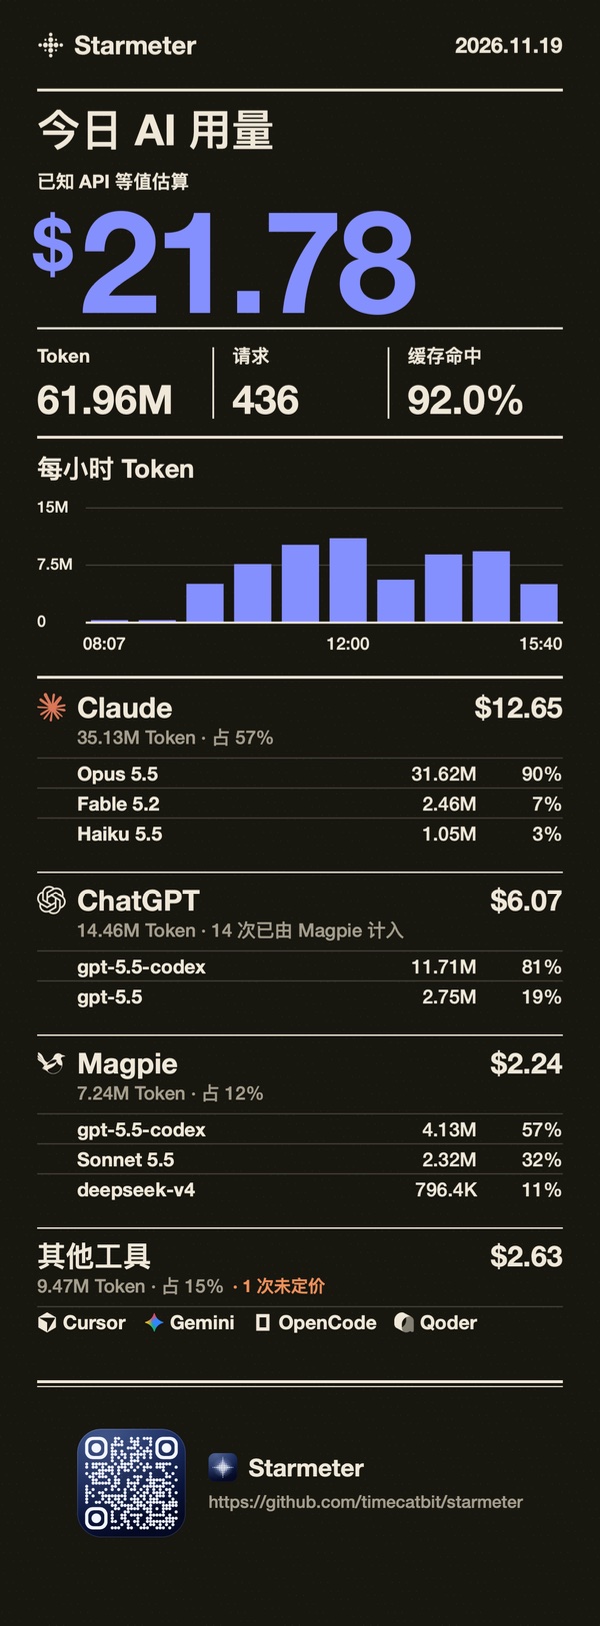 Starmeter 2026.11.19
今日 AI 用量
已知 API 等值估算
$21.78
Token 请求 缓存命中
61.96M 436 92.0%
每小时 Token
15M
7.5M
0
08:07 12:00 15:40
Claude $12.65
35.13M Token · 占 57%
Opus 5.5 31.62M 90%
Fable 5.2 2.46M 7%
Haiku 5.5 1.05M 3%
ChatGPT $6.07
14.46M Token · 14 次已由 Magpie 计入
gpt-5.5-codex 11.71M 81%
gpt-5.5 2.75M 19%
Magpie $2.24
7.24M Token · 占 12%
gpt-5.5-codex 4.13M 57%
Sonnet 5.5 2.32M 32%
deepseek-v4 796.4K 11%
其他工具 $2.63
9.47M Token · 占 15% · 1 次未定价
Cursor Gemini OpenCode Qoder
Starmeter
https://github.com/timecatbit/starmeter